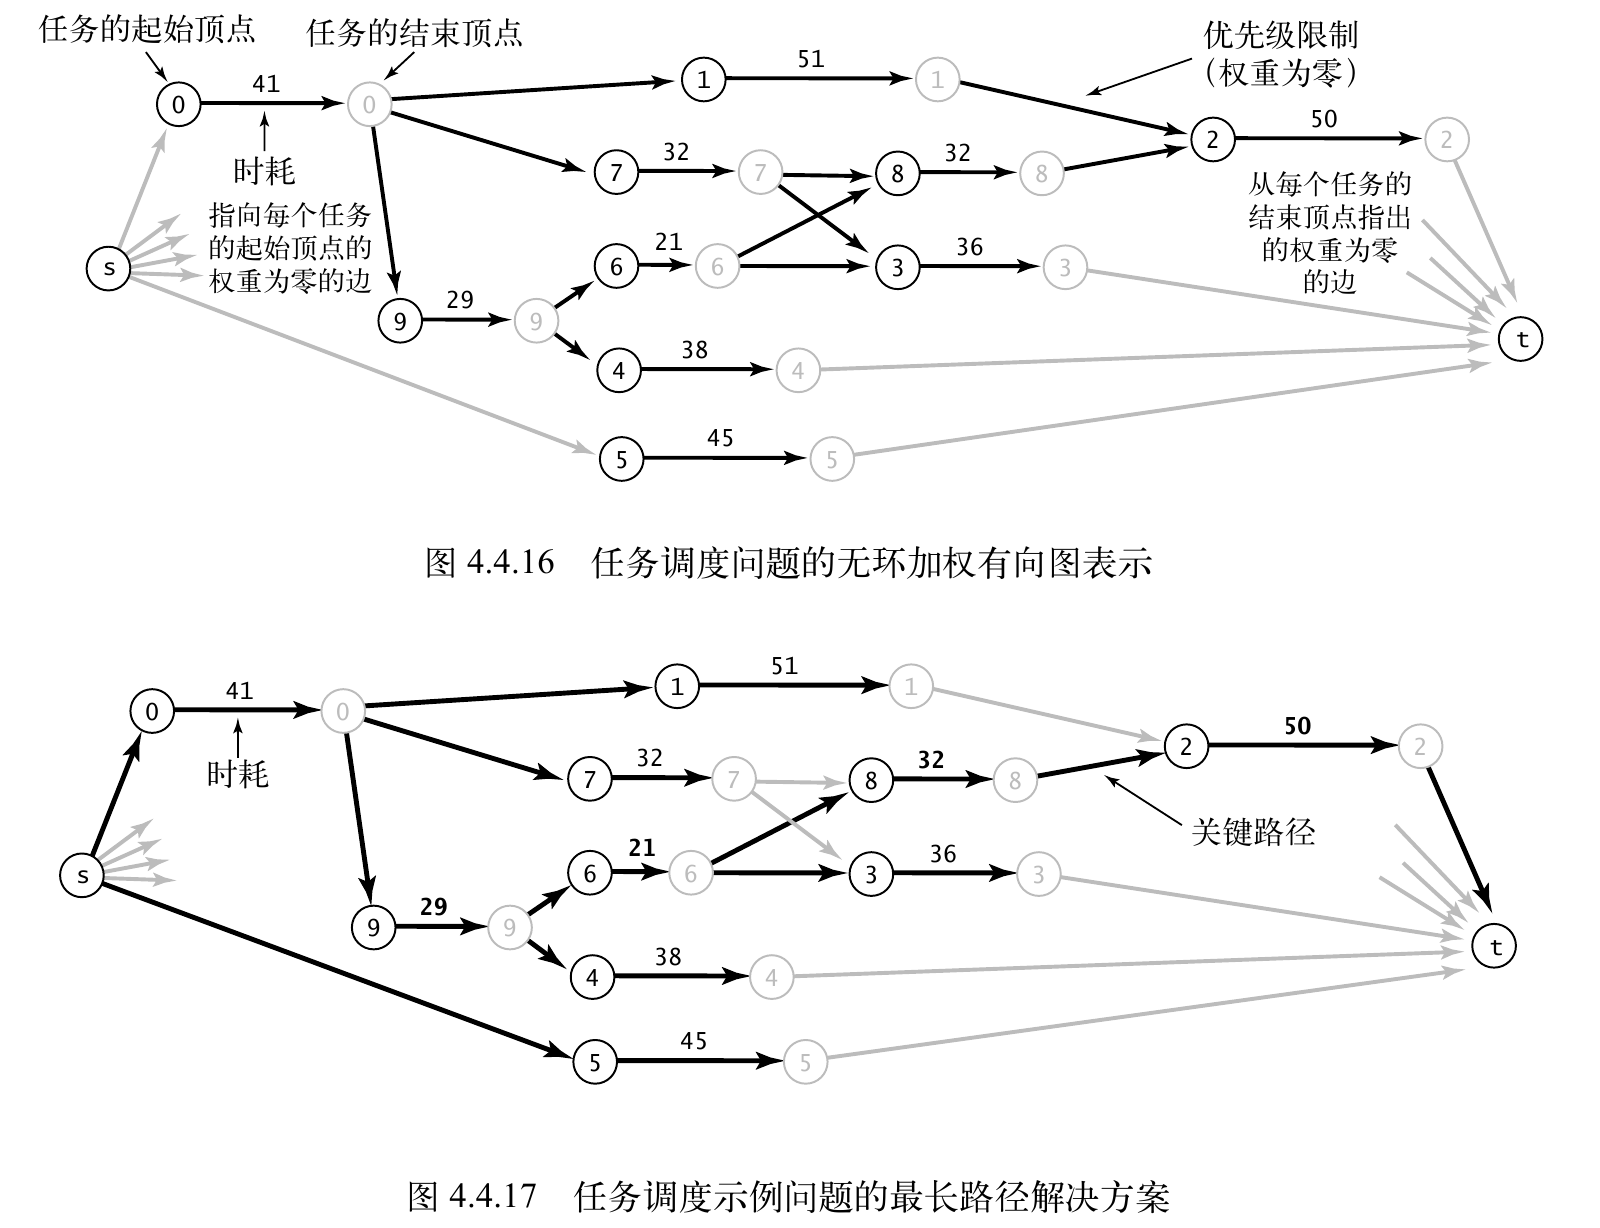 任务的起始顶点
任务的结束顶点
优先级限制
（权重为零）
0 41 0
1 51 1
2 50 2
时耗
7 32 7
8 32 8
指向每个任务
的起始顶点的
权重为零的边
从每个任务的
结束顶点指出
的权重为零
的边
s
6 21 6
3 36 3
9 29 9
t
4 38 4
5 45 5
图 4.4.16 任务调度问题的无环加权有向图表示
1 51 1
0 41 0
时耗
2 50 2
7 32 7
8 32 8
关键路径
s
6 21 6
3 36 3
9 29 9
t
4 38 4
5 45 5
图 4.4.17 任务调度示例问题的最长路径解决方案